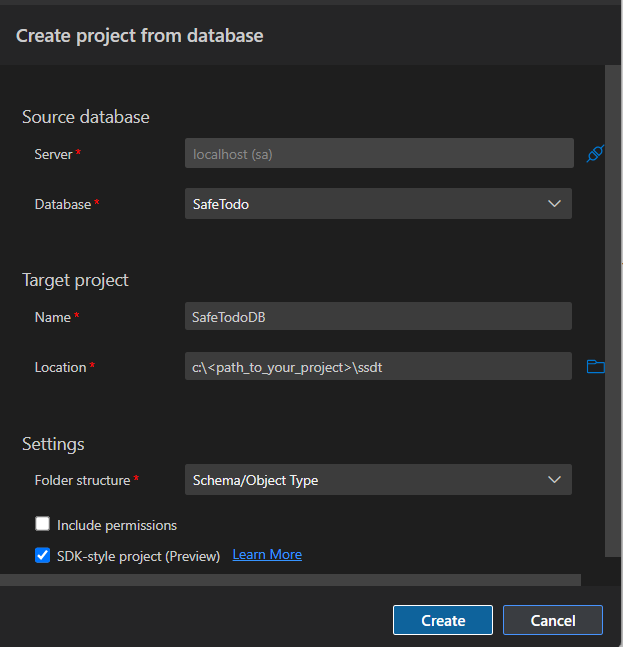 Create project from database
Source database
Server *
localhost (sa)
Database *
SafeTodo
Target project
Name *
SafeTodoDB
Location *
c:\<path_to_your_project>\ssdt
Settings
Folder structure *
Schema/Object Type
Include permissions
SDK-style project (Preview) Learn More
Create Cancel